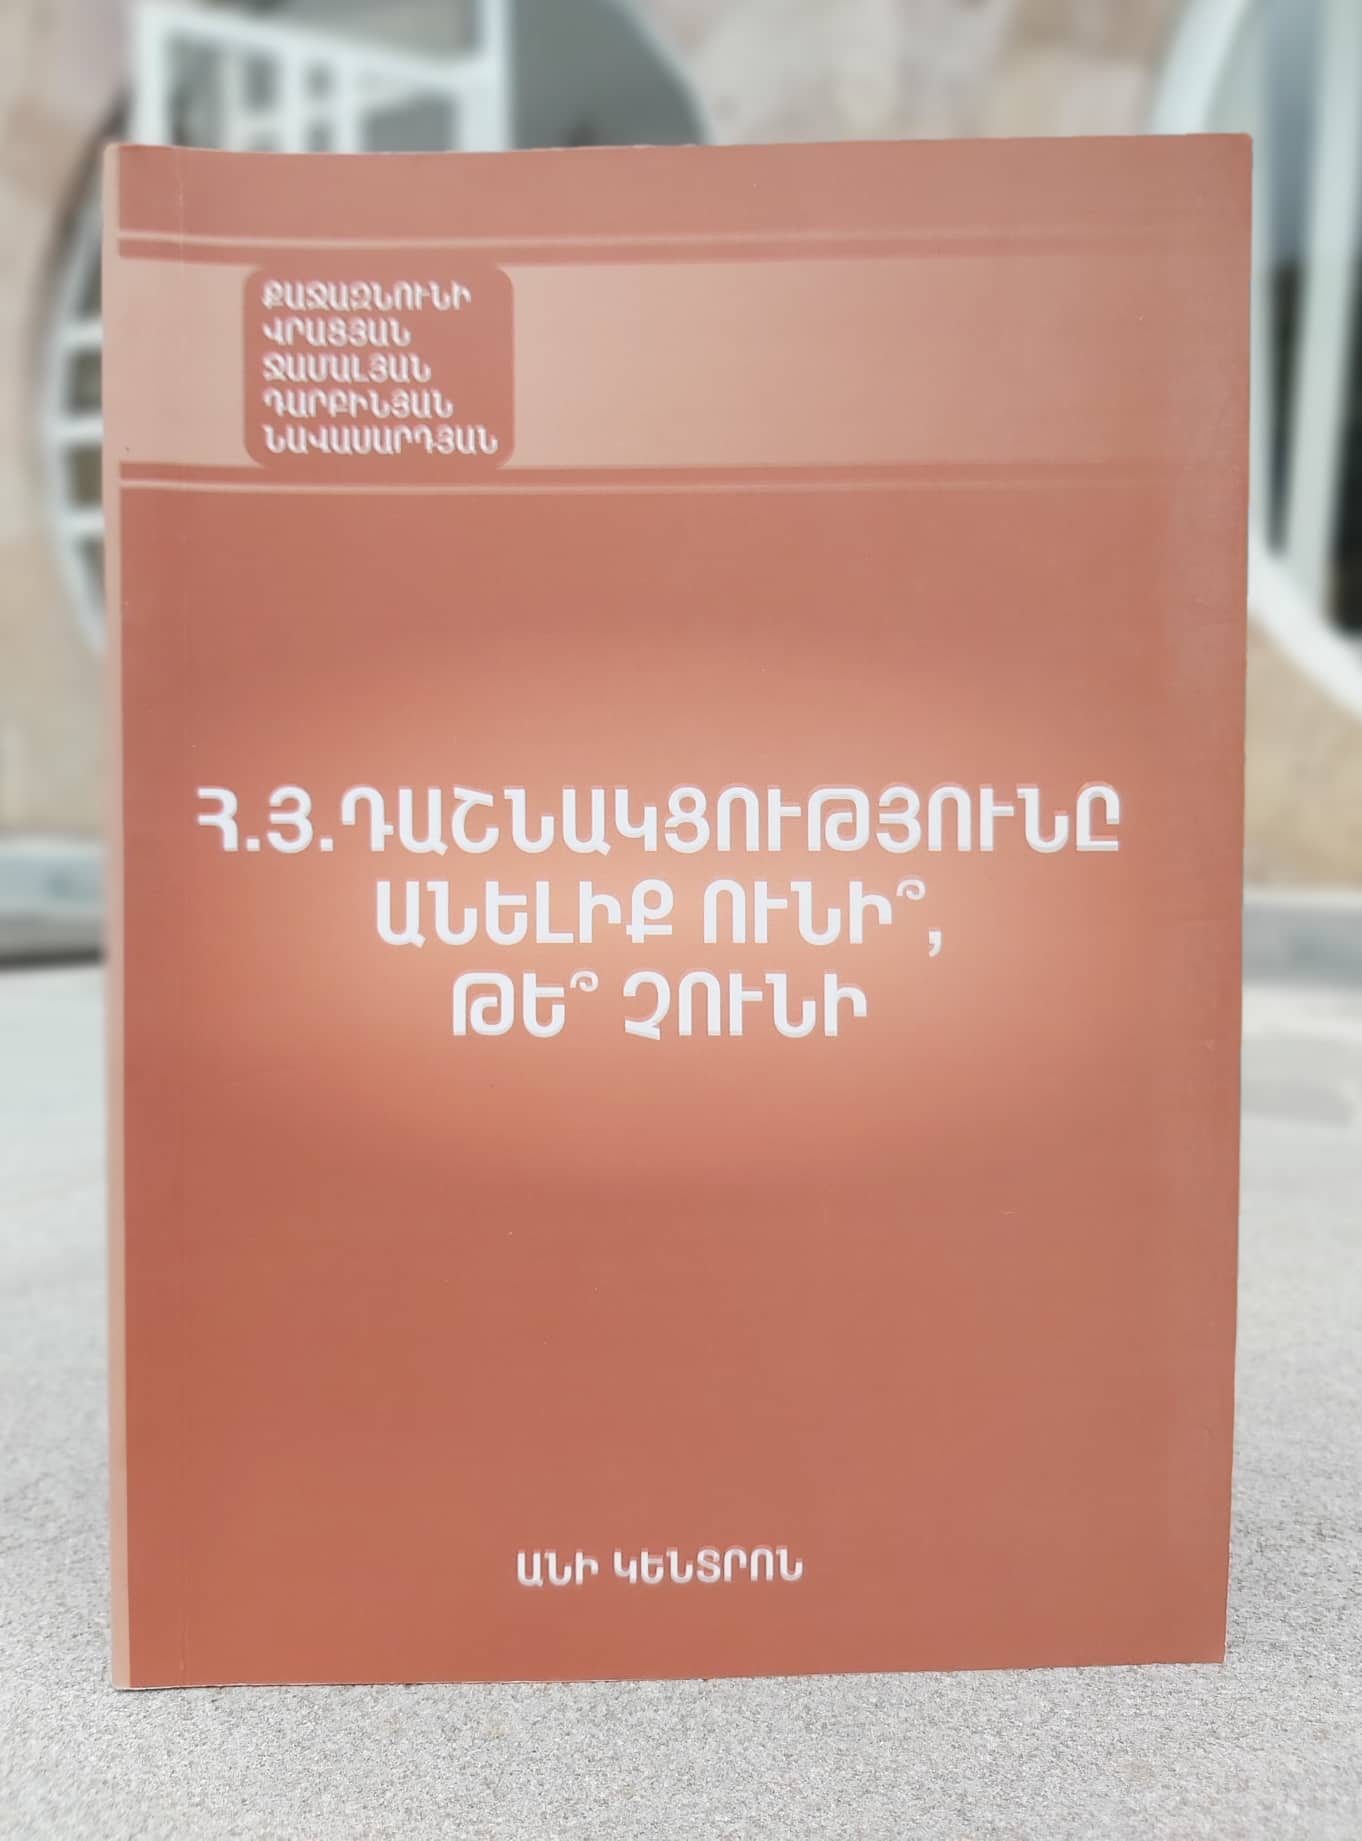 ՔԱՋԱԶՆՈՒՆԻ
ՎՐԱՑՅԱՆ
ՋԱՄԱԼՅԱՆ
ԴԱՐԲԻՆՅԱՆ
ՆԱՎԱՍԱՐԴՅԱՆ
Հ.Յ.ԴԱՇՆԱԿՑՈՒԹՅՈՒՆԸ
ԱՆԵԼԻՔ ՈՒՆԻ՞,
ԹԵ՞ ՉՈՒՆԻ
ԱՆԻ ԿԵՆՏՐՈՆ